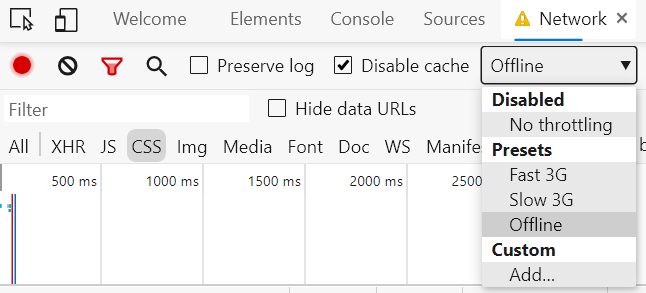 Welcome Elements Console Sources Network
Preserve log Disable cache Offline
Filter Hide data URLs
All XHR JS CSS Img Media Font Doc WS
500 ms 1000 ms 1500 ms 2000 ms
Disabled
No throttling
Presets
Fast 3G
Slow 3G
Offline
Custom
Add...